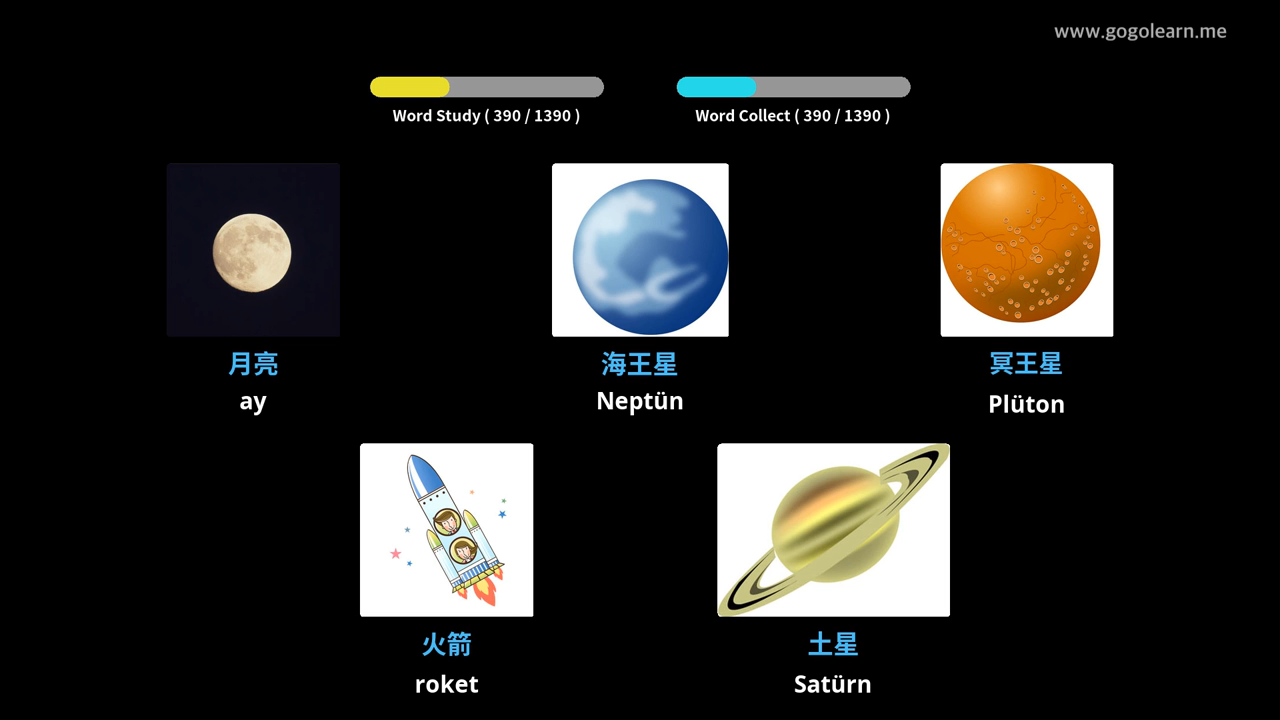 www.gogolearn.me
Word Study ( 390 / 1390 )
Word Collect ( 390 / 1390 )
月亮
ay
海王星
Neptün
冥王星
Plüton
火箭
roket
土星
Satürn